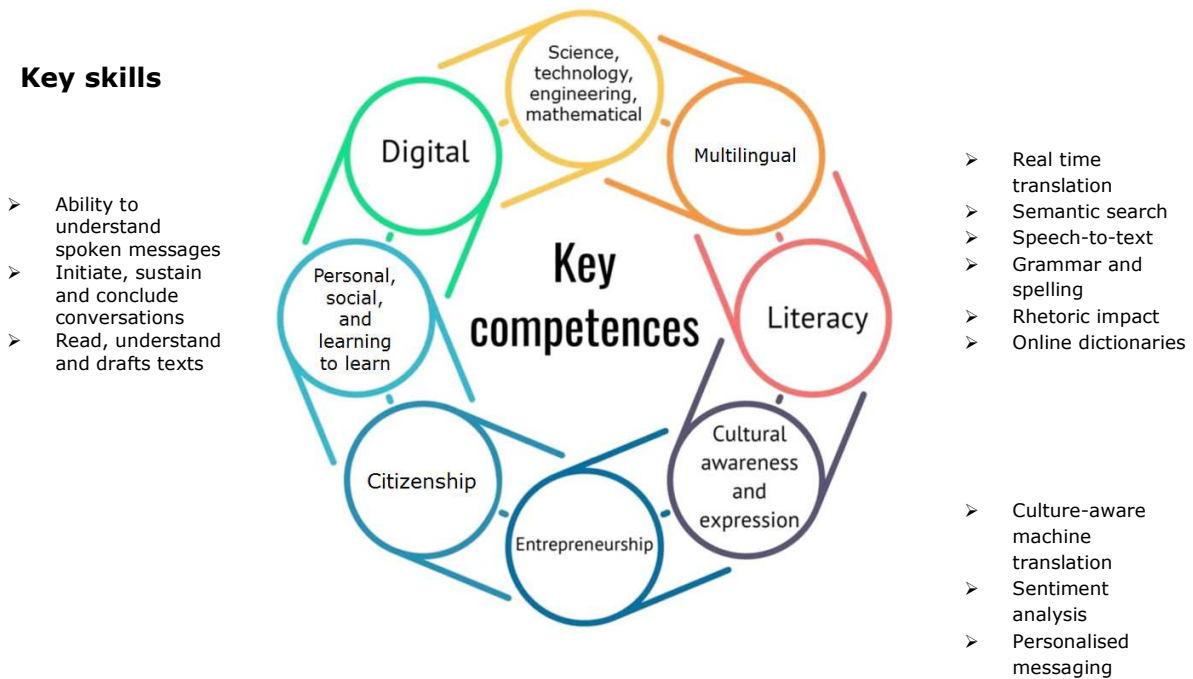 Key skills
➢ Ability to
understand
spoken messages
➢ Initiate, sustain
and conclude
conversations
➢ Read, understand
and drafts texts
Science,
technology,
engineering,
mathematical
Digital
Multilingual
Personal,
social,
and
learning
to learn
Key
competences
Literacy
Citizenship
Entrepreneurship
Cultural
awareness
and
expression
➢ Real time
translation
➢ Semantic search
➢ Speech-to-text
➢ Grammar and
spelling
➢ Rhetoric impact
➢ Online dictionaries
➢ Culture-aware
machine
translation
➢ Sentiment
analysis
➢ Personalised
messaging